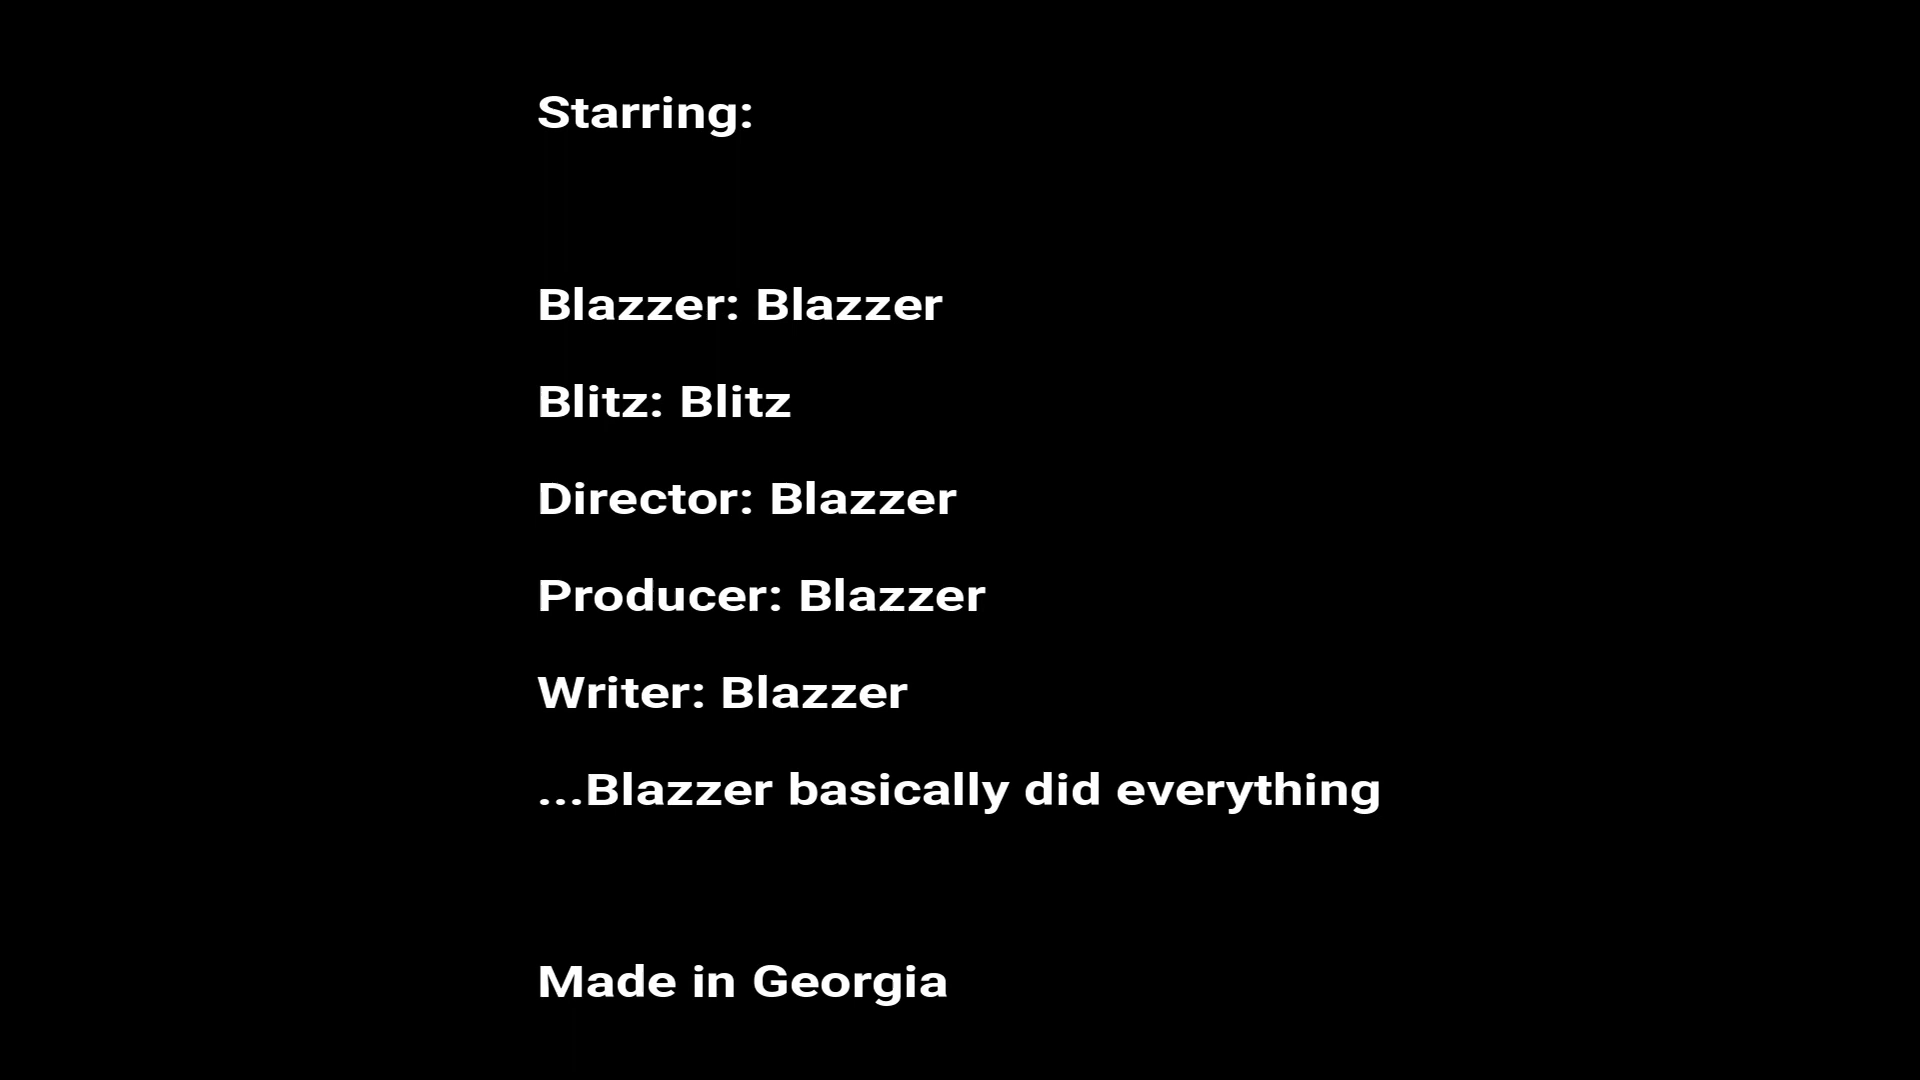 Starring:
Blazzer: Blazzer
Blitz: Blitz
Director: Blazzer
Producer: Blazzer
Writer: Blazzer
...Blazzer basically did everything
Made in Georgia